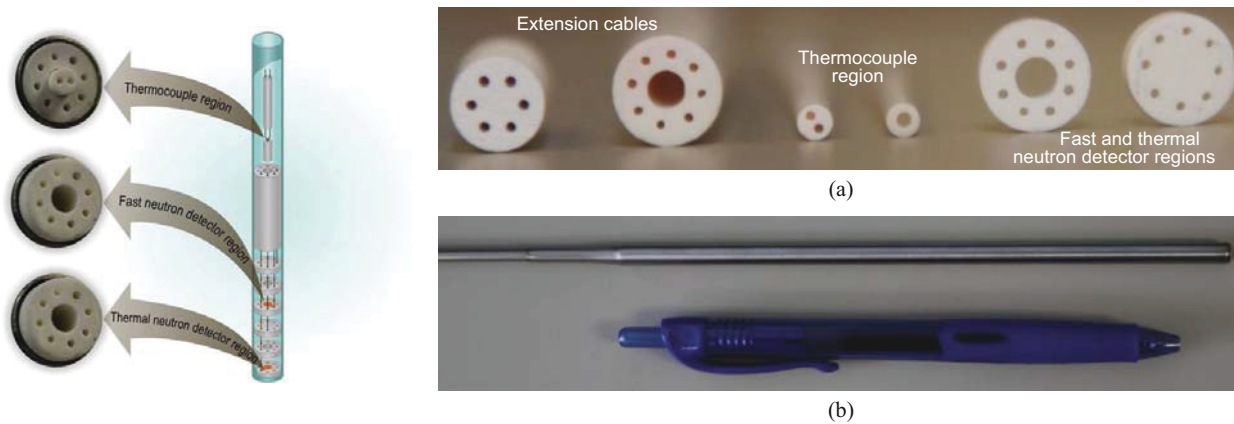 Thermocouple region
Fast neutron detector region
Thermal neutron detector region
Extension cables
Thermocouple
region
Fast and thermal
neutron detector regions
(a)
(b)